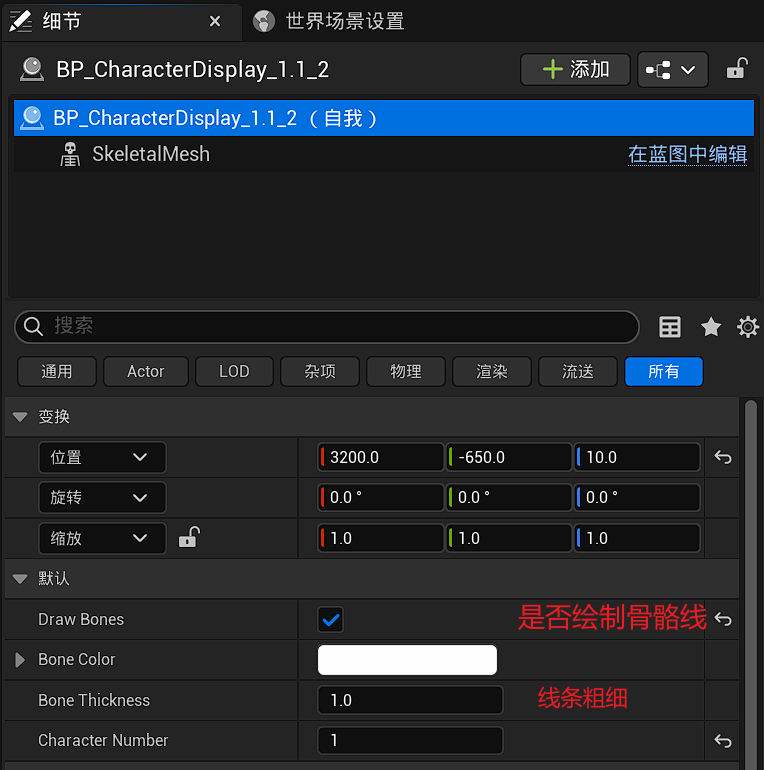 细节 × 世界场景设置
BP_CharacterDisplay_1.1_2 添加
BP_CharacterDisplay_1.1_2 （自我）
SkeletalMesh 在蓝图中编辑
搜索
通用 Actor LOD 杂项 物理 渲染 流送 所有
变换
位置 3200.0 -650.0 10.0
旋转 0.0 ° 0.0 ° 0.0 °
缩放 1.0 1.0 1.0
默认
Draw Bones 是否绘制骨骼线
Bone Color
Bone Thickness 1.0 线条粗细
Character Number 1